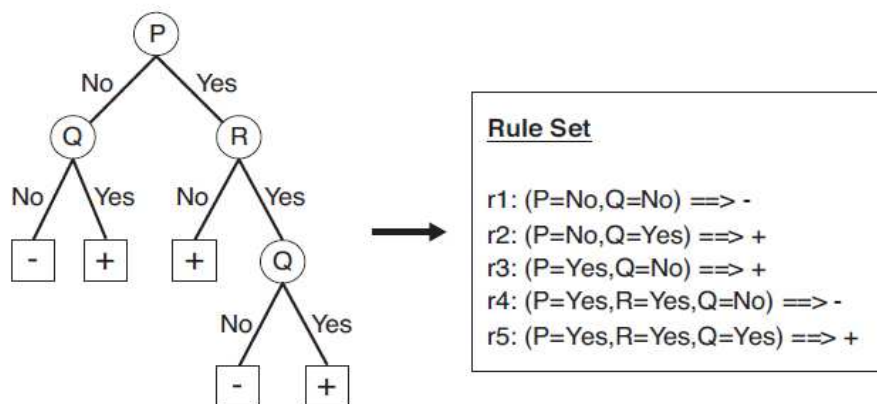 P
No Yes
Q R
No Yes No Yes
- + + Q
No Yes
- +
Rule Set
r1: (P=No,Q=No) ==> -
r2: (P=No,Q=Yes) ==> +
r3: (P=Yes,Q=No) ==> +
r4: (P=Yes,R=Yes,Q=No) ==> -
r5: (P=Yes,R=Yes,Q=Yes) ==> +